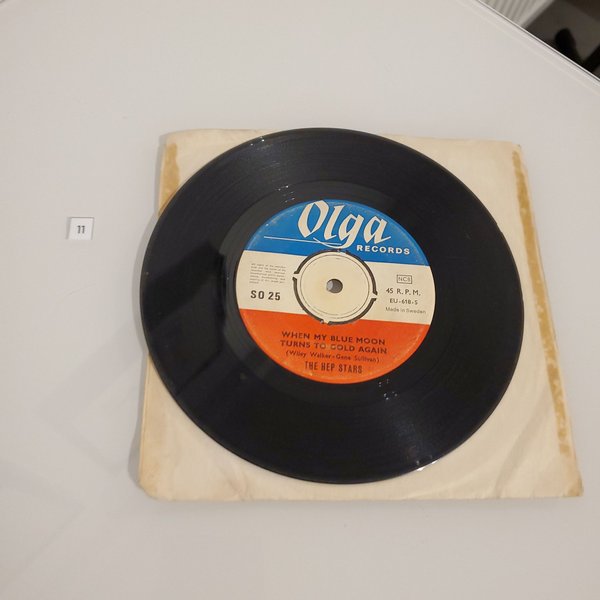 11
Olga
RECORDS
NCB
SO 25
45 R.P.M.
EU-618-S
Made in Sweden
WHEN MY BLUE MOON
TURNS TO GOLD AGAIN
(Wiley Walker-Gene Sullivan)
THE HEP STARS